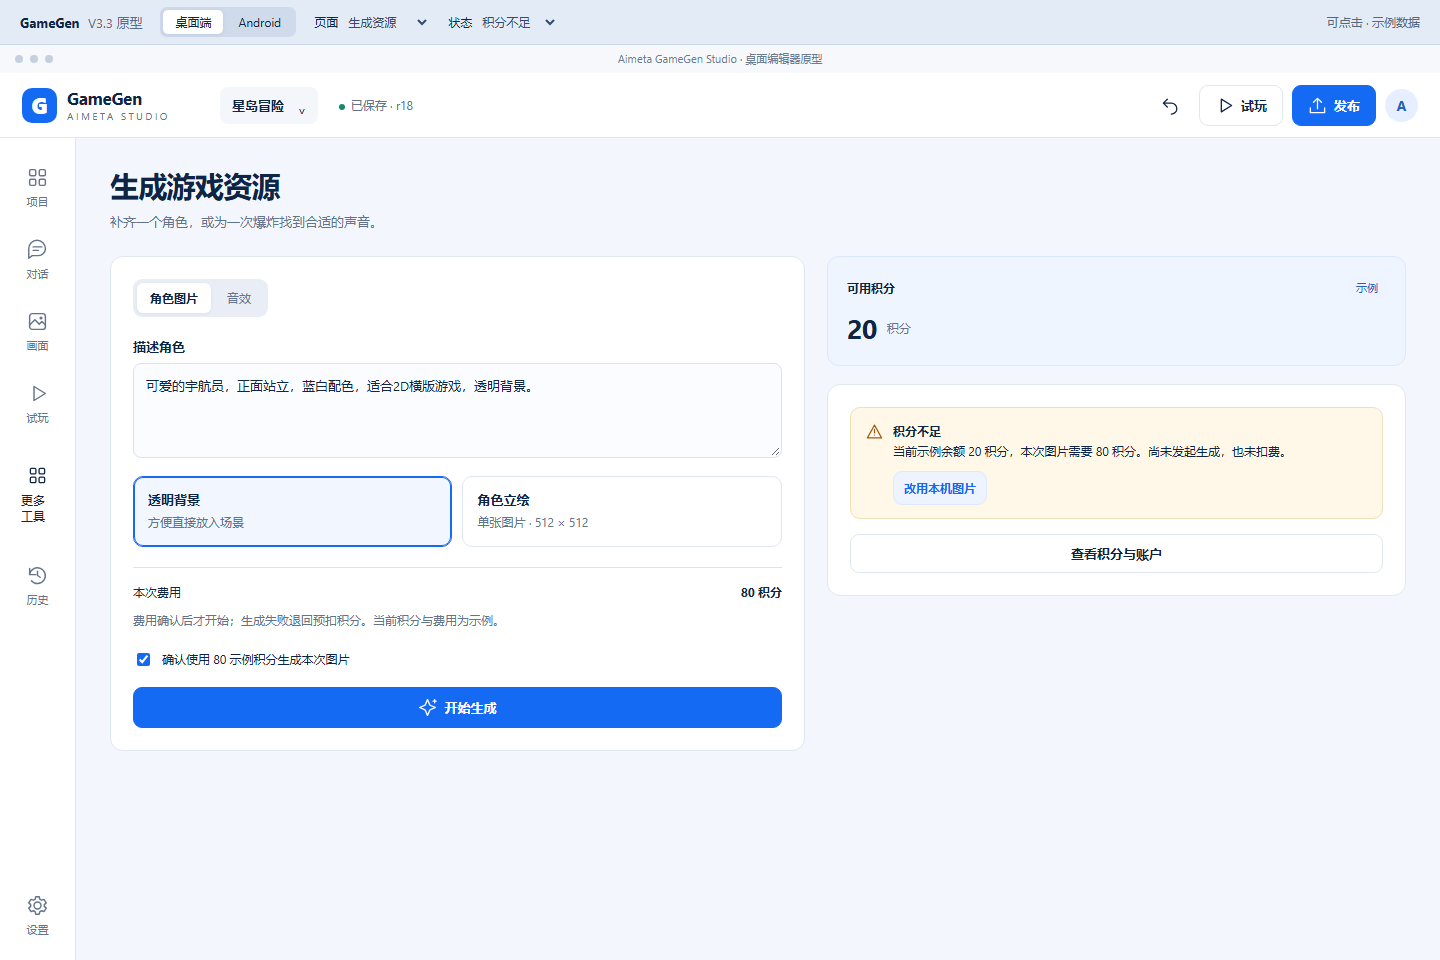 GameGen V3.3 原型 桌面端 Android 页面 生成资源 状态 积分不足 可点击 · 示例数据
Aimeta GameGen Studio · 桌面编辑器原型
G GameGen
AIMETA STUDIO
星岛冒险
已保存 · r18
试玩
发布
A
项目
对话
画面
试玩
更多
工具
历史
设置
生成游戏资源
补齐一个角色，或为一次爆炸找到合适的声音。
角色图片 音效
描述角色
可爱的宇航员，正面站立，蓝白配色，适合2D横版游戏，透明背景。
透明背景
方便直接放入场景
角色立绘
单张图片 · 512 × 512
本次费用 80 积分
费用确认后才开始；生成失败退回预扣积分。当前积分与费用为示例。
确认使用 80 示例积分生成本次图片
开始生成
可用积分 示例
20 积分
积分不足
当前示例余额 20 积分，本次图片需要 80 积分。尚未发起生成，也未扣费。
改用本机图片
查看积分与账户